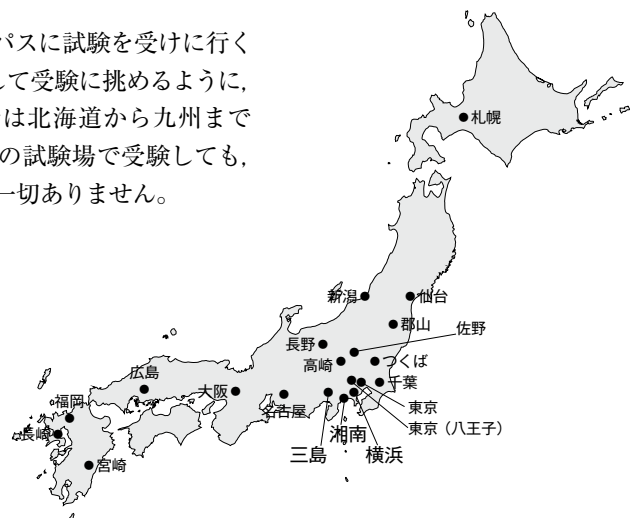 パスに試験を受けに行く
して受験に挑めるように,
は北海道から九州まで
の試験場で受験しても,
一切ありません。
札幌
新潟
仙台
郡山
佐野
長野
高崎
つくば
広島
大阪
千葉
福岡
名古屋
東京
東京（八王子）
長崎
湘南
三島
横浜
宮崎